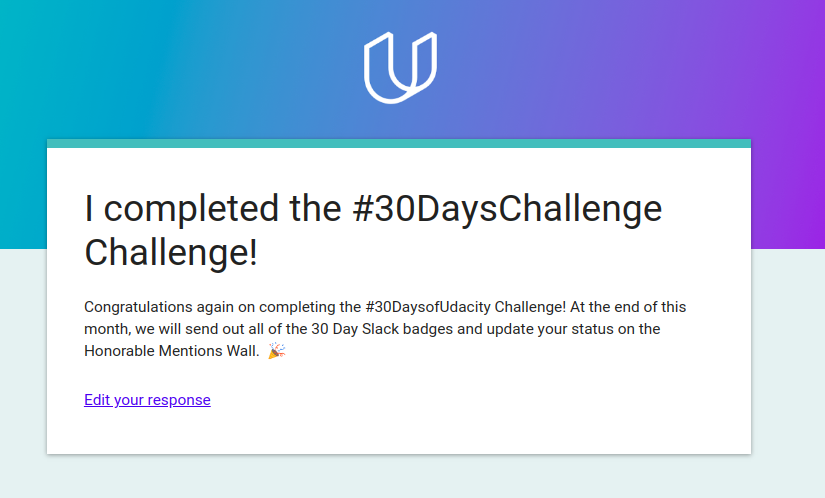 I completed the #30DaysChallenge
Challenge!
Congratulations again on completing the #30DaysofUdacity Challenge! At the end of this
month, we will send out all of the 30 Day Slack badges and update your status on the
Honorable Mentions Wall. 🎉
Edit your response